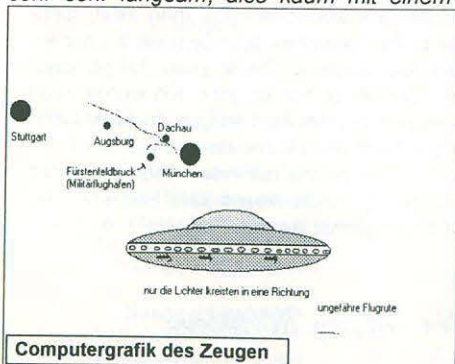 sehr sehr langsam, also kaum mit einem
Stuttgart
Augsburg
Dachau
Fürstenfeldbruck
(Militärflughafen)
München
nur die Lichter kreisten in eine Richtung
ungefähre Flugrute
Computergrafik des Zeugen